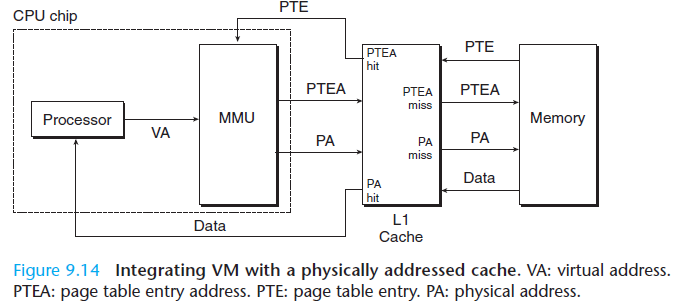 PTE
CPU chip
PTEA
hit
PTE
PTEA
PTEA
miss
PTEA
Processor
VA
MMU
Memory
PA
PA
miss
PA
PA
hit
Data
Data
L1
Cache
Figure 9.14 Integrating VM with a physically addressed cache. VA: virtual address.
PTEA: page table entry address. PTE: page table entry. PA: physical address.